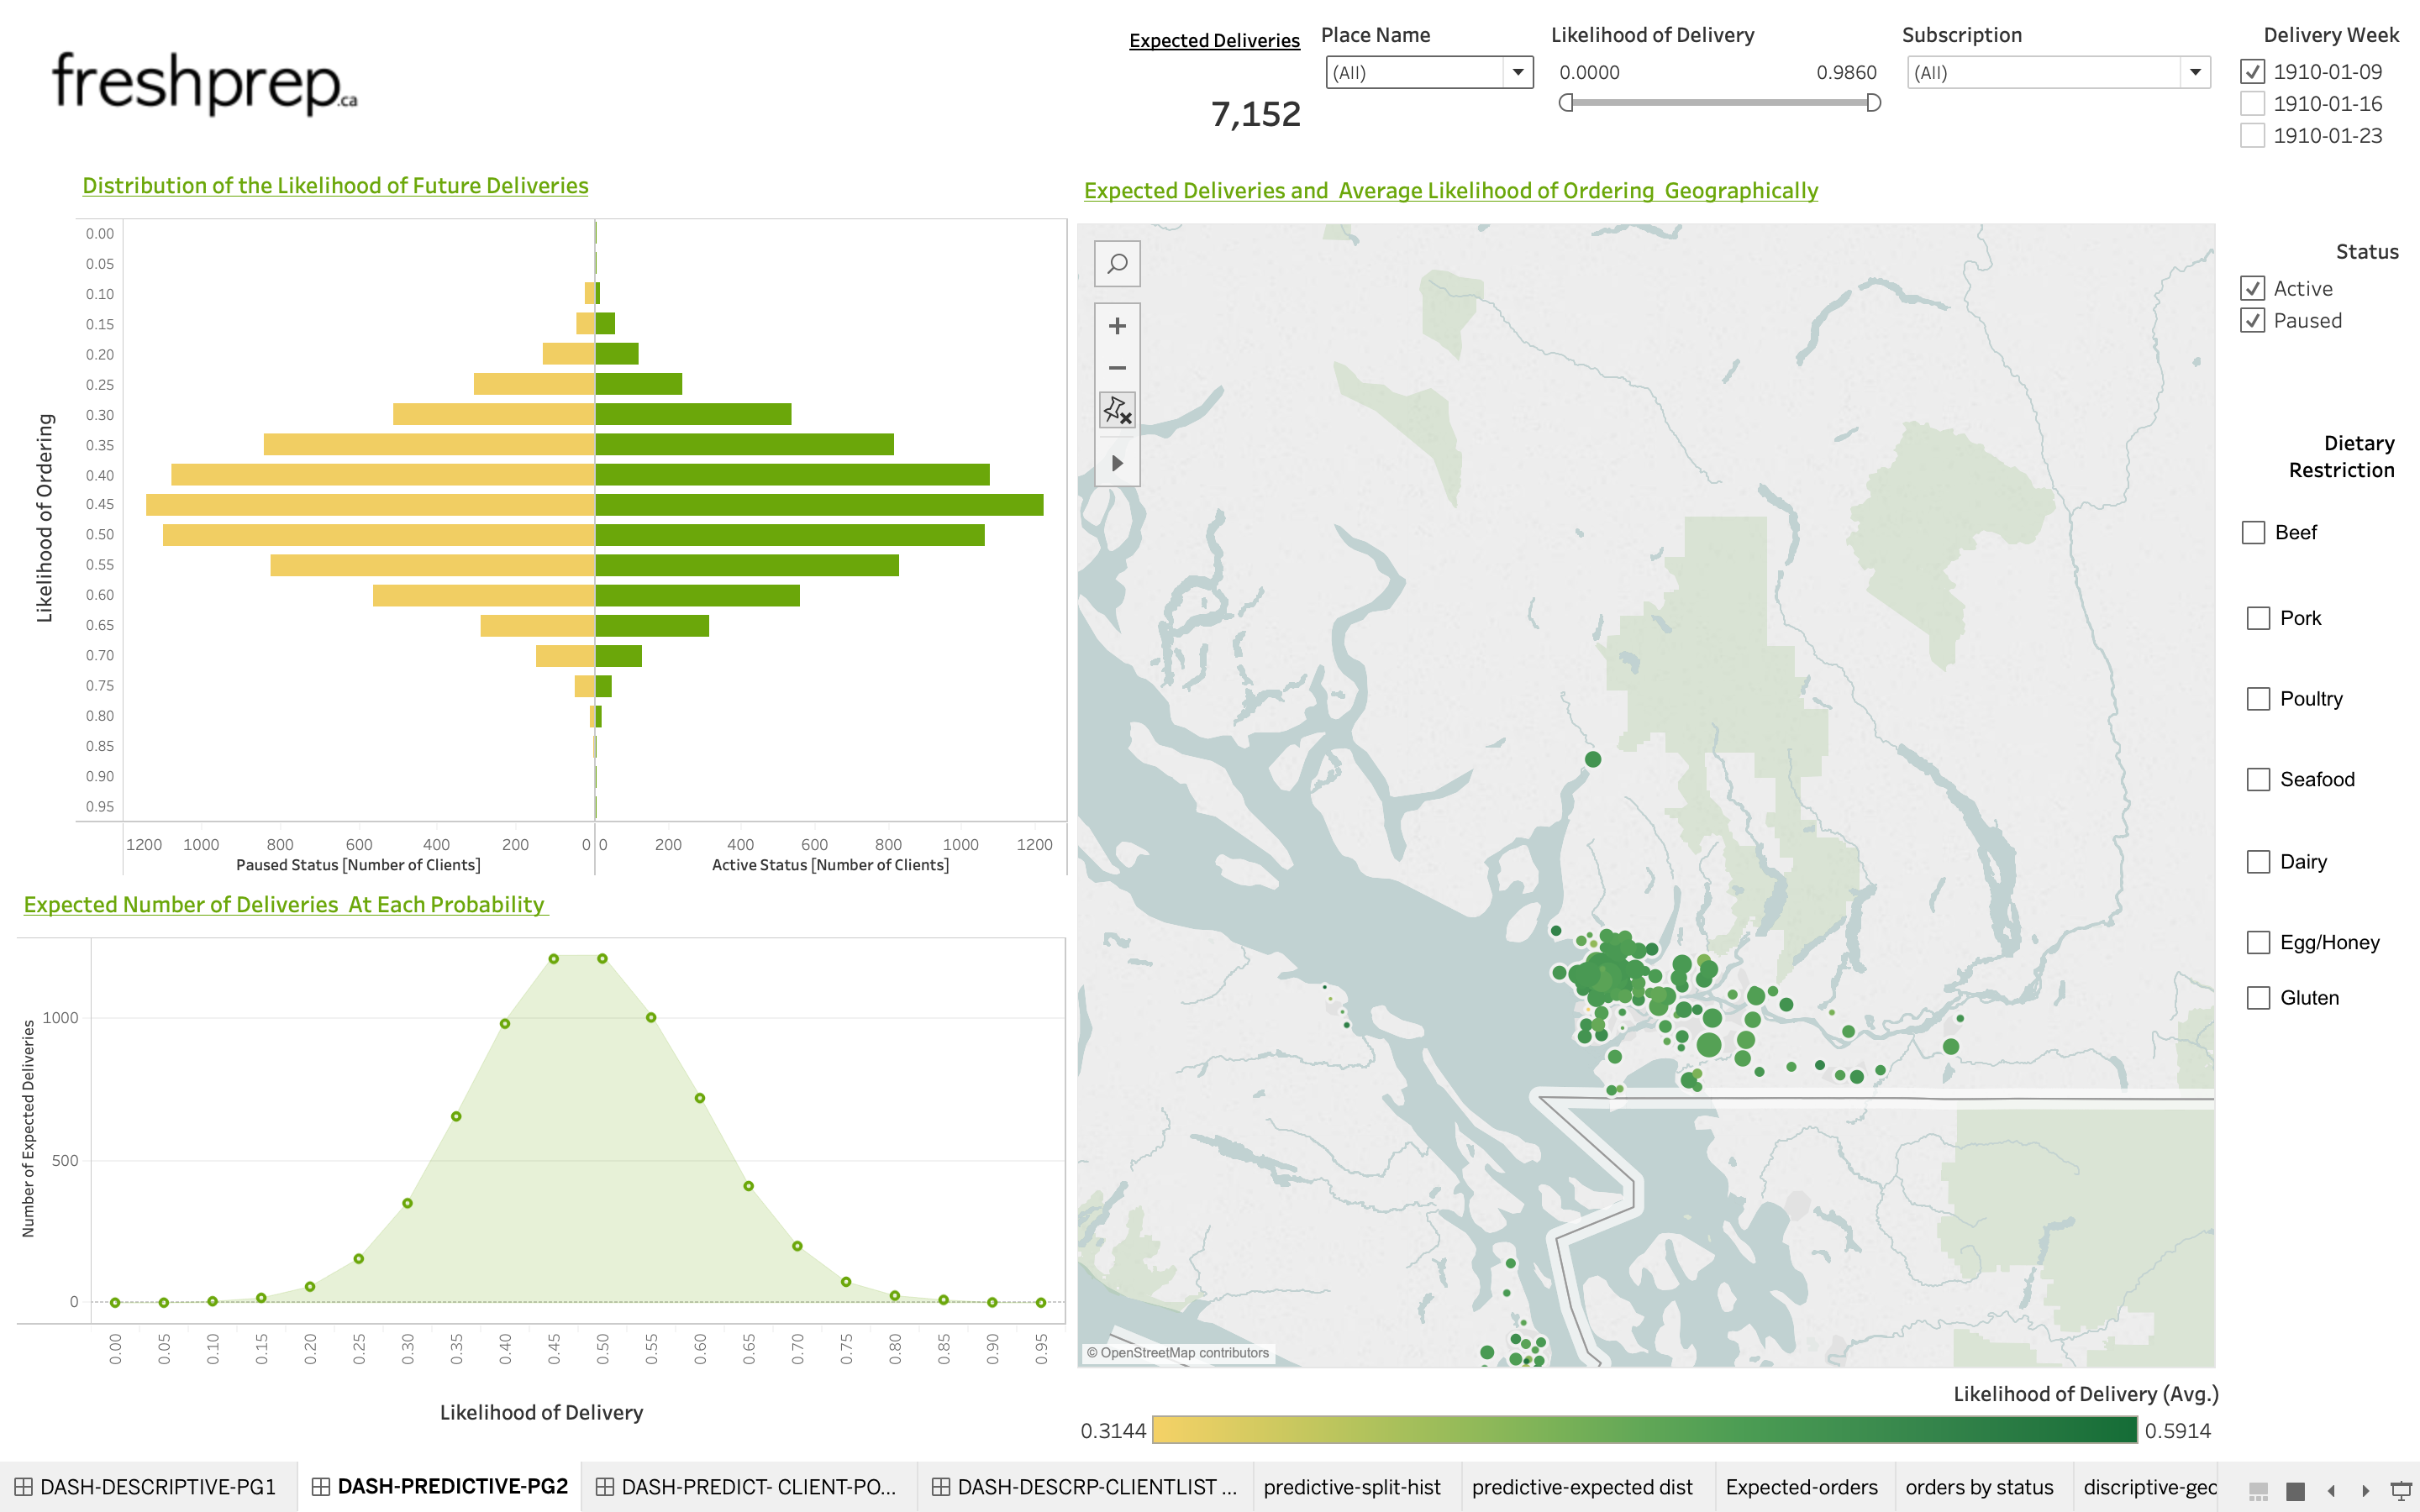 freshprep.ca
Expected Deliveries
7,152
Place Name
(All)
Likelihood of Delivery
0.0000 0.9860
Subscription
(All)
Delivery Week
1910-01-09
1910-01-16
1910-01-23
Distribution of the Likelihood of Future Deliveries
Likelihood of Ordering
0.00
0.05
0.10
0.15
0.20
0.25
0.30
0.35
0.40
0.45
0.50
0.55
0.60
0.65
0.70
0.75
0.80
0.85
0.90
0.95
1200 1000 800 600 400 200 0 0 200 400 600 800 1000 1200
Paused Status [Number of Clients] Active Status [Number of Clients]
Expected Number of Deliveries At Each Probability
Number of Expected Deliveries
1000
500
0
0.00 0.05 0.10 0.15 0.20 0.25 0.30 0.35 0.40 0.45 0.50 0.55 0.60 0.65 0.70 0.75 0.80 0.85 0.90 0.95
Likelihood of Delivery
Expected Deliveries and Average Likelihood of Ordering Geographically
© OpenStreetMap contributors
Likelihood of Delivery (Avg.)
0.3144 0.5914
Status
Active
Paused
Dietary
Restriction
Beef
Pork
Poultry
Seafood
Dairy
Egg/Honey
Gluten
DASH-DESCRIPTIVE-PG1 DASH-PREDICTIVE-PG2 DASH-PREDICT- CLIENT-PO... DASH-DESCRP-CLIENTLIST ... predictive-split-hist predictive-expected dist Expected-orders orders by status discriptive-geo